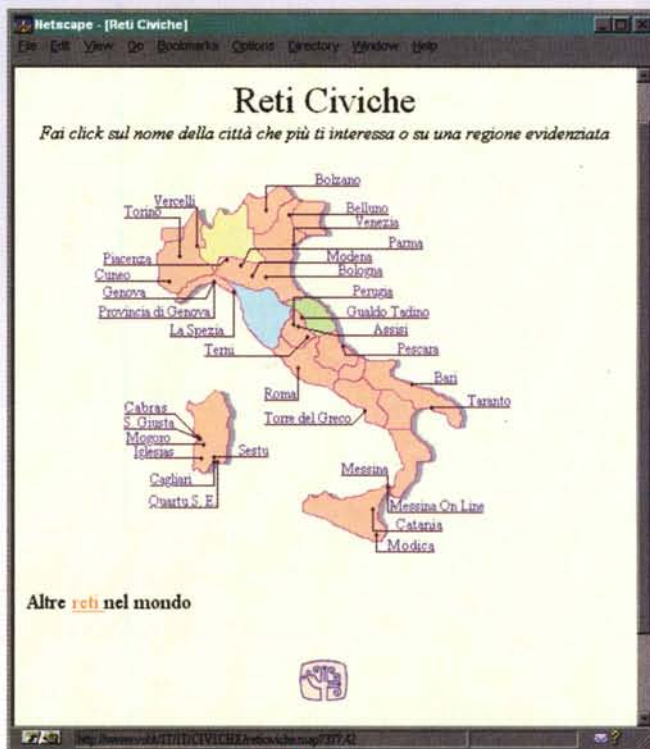 Netscape - [Reti Civiche]
File Edit View Go Bookmarks Options Directory Window Help
Reti Civiche
Fai click sul nome della città che più ti interessa o su una regione evidenziata
Bolzano
Vercelli
Belluno
Torino
Venezia
Parma
Piacenza
Modena
Cuneo
Bologna
Genova
Perugia
Provincia di Genova
Gualdo Tadino
La Spezia
Assisi
Terni
Pescara
Bari
Roma
Taranto
Cabras
Torre del Greco
S. Giusta
Mogoro
Iglesias
Sestu
Messina
Cagliari
Quartu S. E.
Messina On Line
Catania
Modica
Altre reti nel mondo